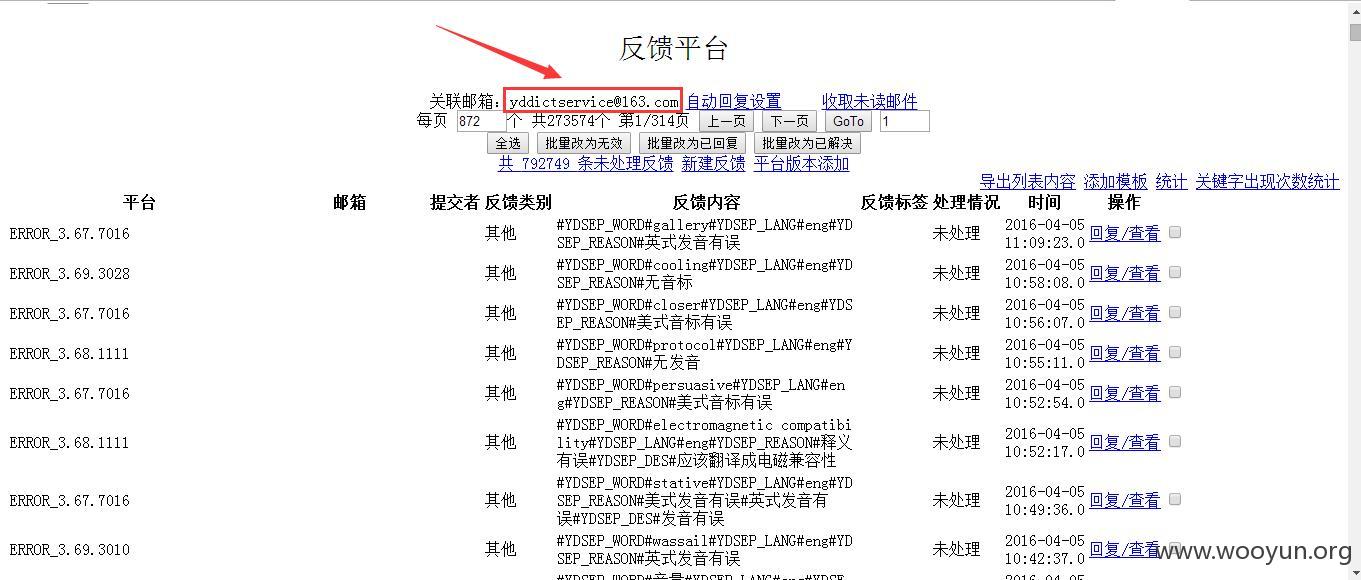 反馈平台
关联邮箱: yddictservice@163.com 自动回复设置 收取未读邮件
每页 872 个 共273574个 第1/314页 上一页 下一页 GoTo 1
全选 批量改为无效 批量改为已回复 批量改为已解决
共 792749 条未处理反馈 新建反馈 平台版本添加
导出列表内容 添加模板 统计 关键字出现次数统计
平台 邮箱 提交者 反馈类别 反馈内容 反馈标签 处理情况 时间 操作
ERROR_3.67.7016 其他 #YDSEP_WORD#gallery#YDSEP_LANG#eng#YD
SEP_REASON#英式发音有误 未处理 2016-04-05
11:09:23.0 回复/查看
ERROR_3.69.3028 其他 #YDSEP_WORD#cooling#YDSEP_LANG#eng#YD
SEP_REASON#无音标 未处理 2016-04-05
10:58:08.0 回复/查看
ERROR_3.67.7016 其他 #YDSEP_WORD#closer#YDSEP_LANG#eng#YDS
EP_REASON#美式音标有误 未处理 2016-04-05
10:56:07.0 回复/查看
ERROR_3.68.1111 其他 #YDSEP_WORD#protocol#YDSEP_LANG#eng#Y
DSEP_REASON#无发音 未处理 2016-04-05
10:55:11.0 回复/查看
ERROR_3.67.7016 其他 #YDSEP_WORD#persuasive#YDSEP_LANG#en
g#YDSEP_REASON#美式音标有误 未处理 2016-04-05
10:52:54.0 回复/查看
ERROR_3.68.1111 其他 #YDSEP_WORD#electromagnetic compatibi
lity#YDSEP_LANG#eng#YDSEP_REASON#释义
有误#YDSEP_DES#应该翻译成电磁兼容性 未处理 2016-04-05
10:52:17.0 回复/查看
ERROR_3.67.7016 其他 #YDSEP_WORD#stative#YDSEP_LANG#eng#YD
SEP_REASON#美式发音有误#英式发音有
误#YDSEP_DES#发音有误 未处理 2016-04-05
10:49:36.0 回复/查看
ERROR_3.69.3010 其他 #YDSEP_WORD#wassail#YDSEP_LANG#eng#YD
SEP_REASON#英式发音有误 未处理 2016-04-05
10:42:37.0 回复/查看
www.wooyun.org